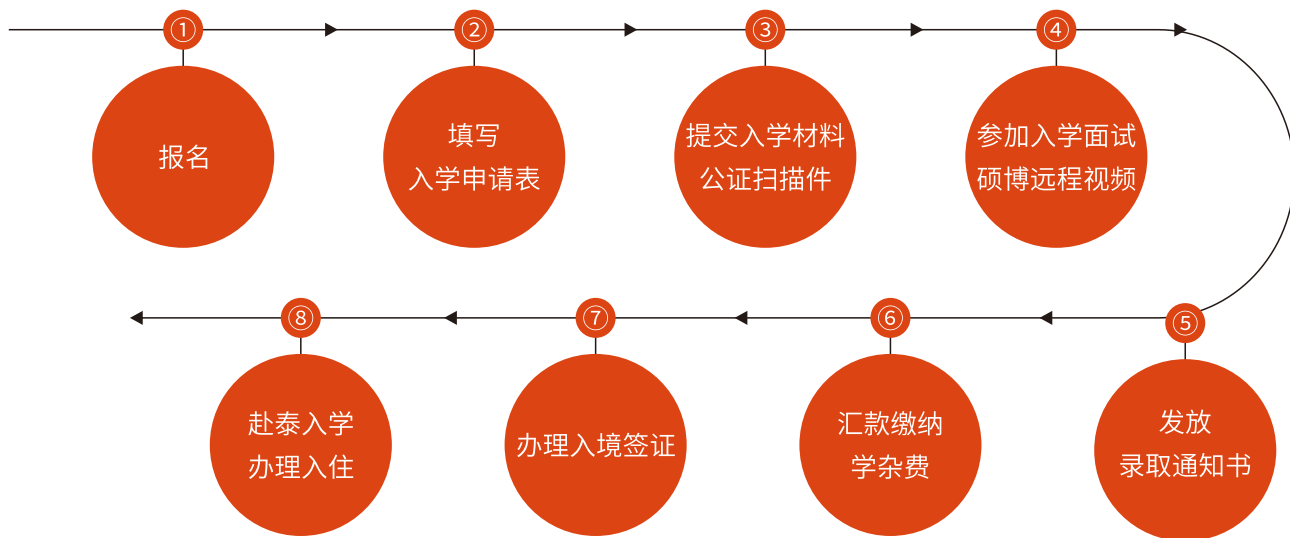 ①
报名
②
填写
入学申请表
③
提交入学材料
公证扫描件
④
参加入学面试
硕博远程视频
⑤
发放
录取通知书
⑥
汇款缴纳
学杂费
⑦
办理入境签证
⑧
赴泰入学
办理入住